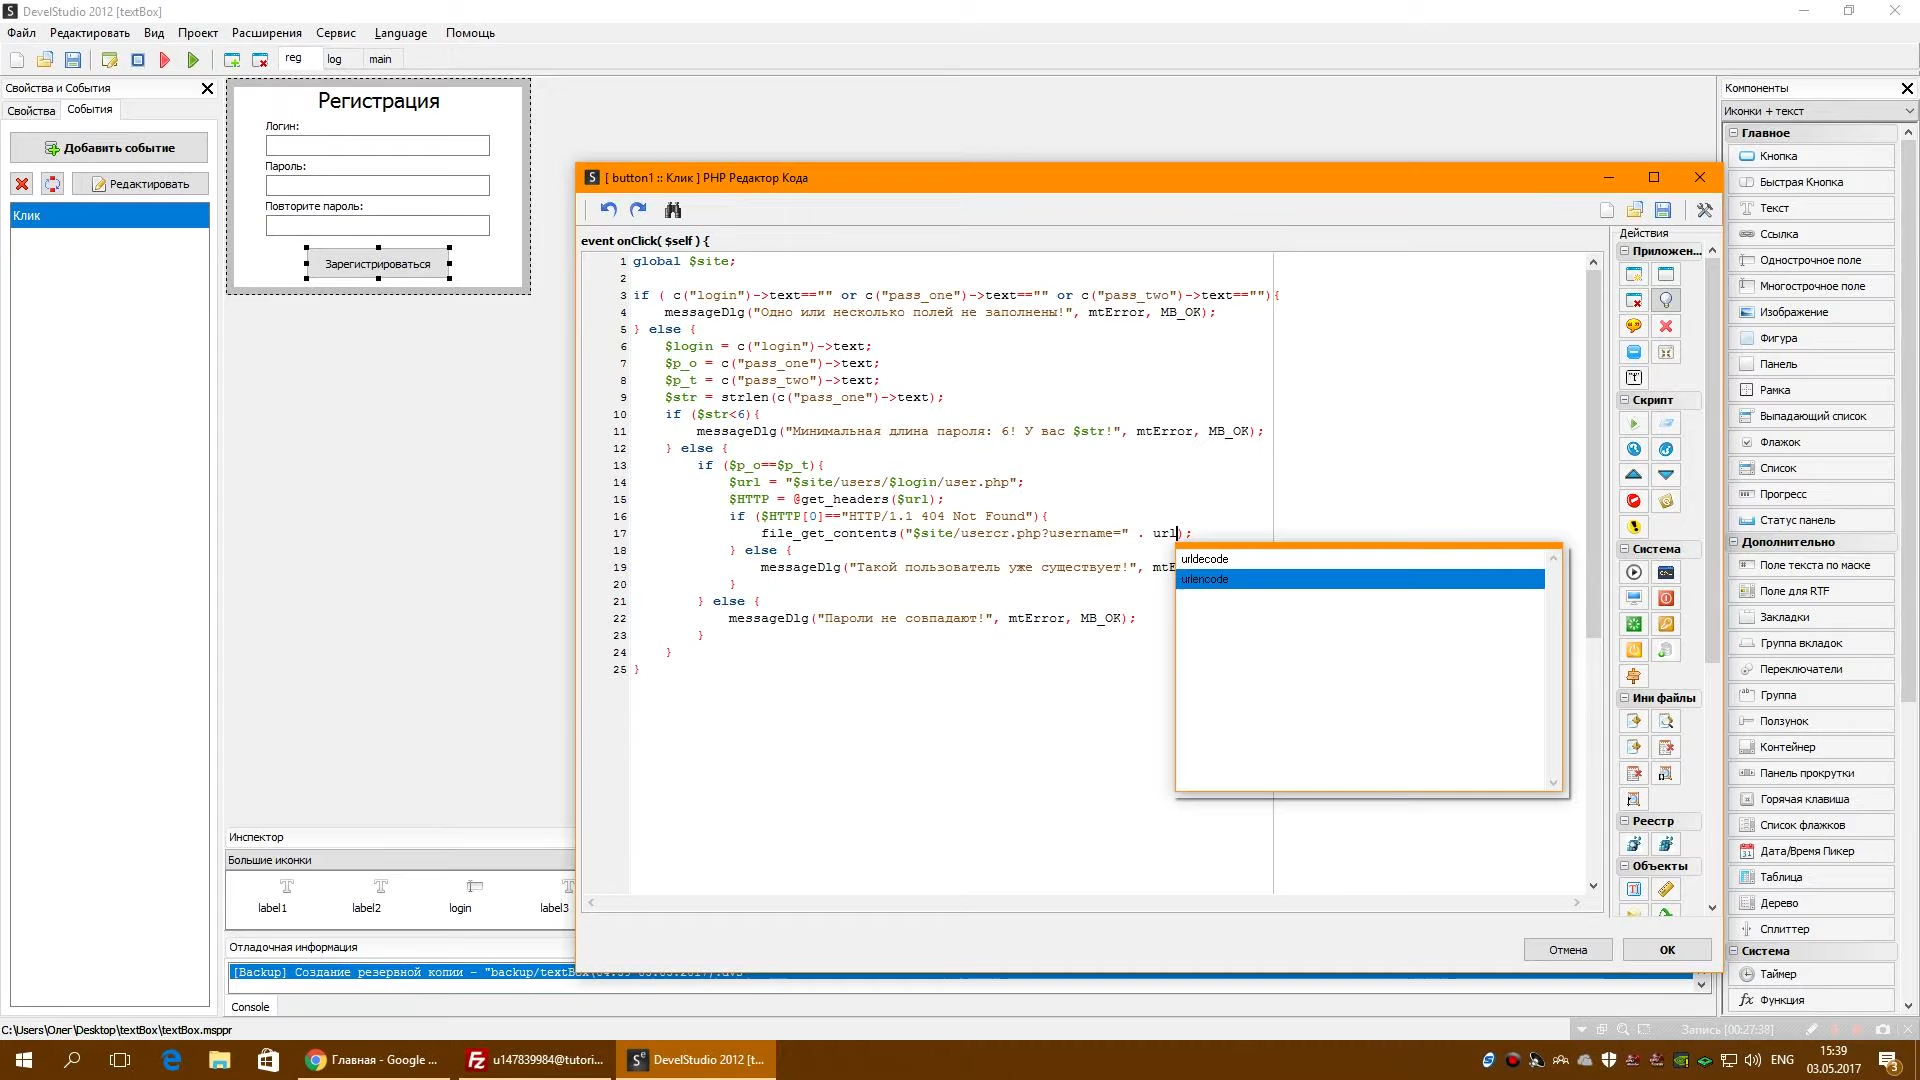 DevelStudio 2012 [textBox]
Файл Редактировать Вид Проект Расширения Сервис Language Помощь
reg log main
Свойства и События
Свойства События
Добавить событие
Редактировать
Клик
Регистрация
Логин:
Пароль:
Повторите пароль:
Зарегистрироваться
[ button1 :: Клик ] PHP Редактор Кода
event onClick( $self ) {
1 global $site;
2
3 if ( c("login")->text=="" or c("pass_one")->text=="" or c("pass_two")->text==""){
4 messageDlg("Одно или несколько полей не заполнены!", mtError, MB_OK);
5 } else {
6 $login = c("login")->text;
7 $p_o = c("pass_one")->text;
8 $p_t = c("pass_two")->text;
9 $str = strlen(c("pass_one")->text);
10 if ($str<6){
11 messageDlg("Минимальная длина пароля: 6! У вас $str!", mtError, MB_OK);
12 } else {
13 if ($p_o==$p_t){
14 $url = "$site/users/$login/user.php";
15 $HTTP = @get_headers($url);
16 if ($HTTP[0]=="HTTP/1.1 404 Not Found"){
17 file_get_contents("$site/usercr.php?username=" . url);
18 } else {
19 messageDlg("Такой пользователь уже существует!", mtE
20 }
21 } else {
22 messageDlg("Пароли не совпадают!", mtError, MB_OK);
23 }
24 }
25 }
urldecode
urlencode
Отмена OK
Действия
Приложен...
Скрипт
Система
Ини файлы
Реестр
Объекты
Компоненты
Иконки + текст
Главное
Кнопка
Быстрая Кнопка
Текст
Ссылка
Однострочное поле
Многострочное поле
Изображение
Фигура
Панель
Рамка
Выпадающий список
Флажок
Список
Прогресс
Статус панель
Дополнительно
Поле текста по маске
Поле для RTF
Закладки
Группа вкладок
Переключатели
Группа
Ползунок
Контейнер
Панель прокрутки
Горячая клавиша
Список флажков
Дата/Время Пикер
Таблица
Дерево
Сплиттер
Система
Таймер
Функция
Инспектор
Большие иконки
label1 label2 login label3
Отладочная информация
[Backup] Создание резервной копии - "backup/textBox
Console
C:\Users\Олег\Desktop\textBox\textBox.msppr
Запись [00:27:38]
Главная - Google ...
u147839984@tutori...
DevelStudio 2012 [t...
ENG
15:39
03.05.2017
3